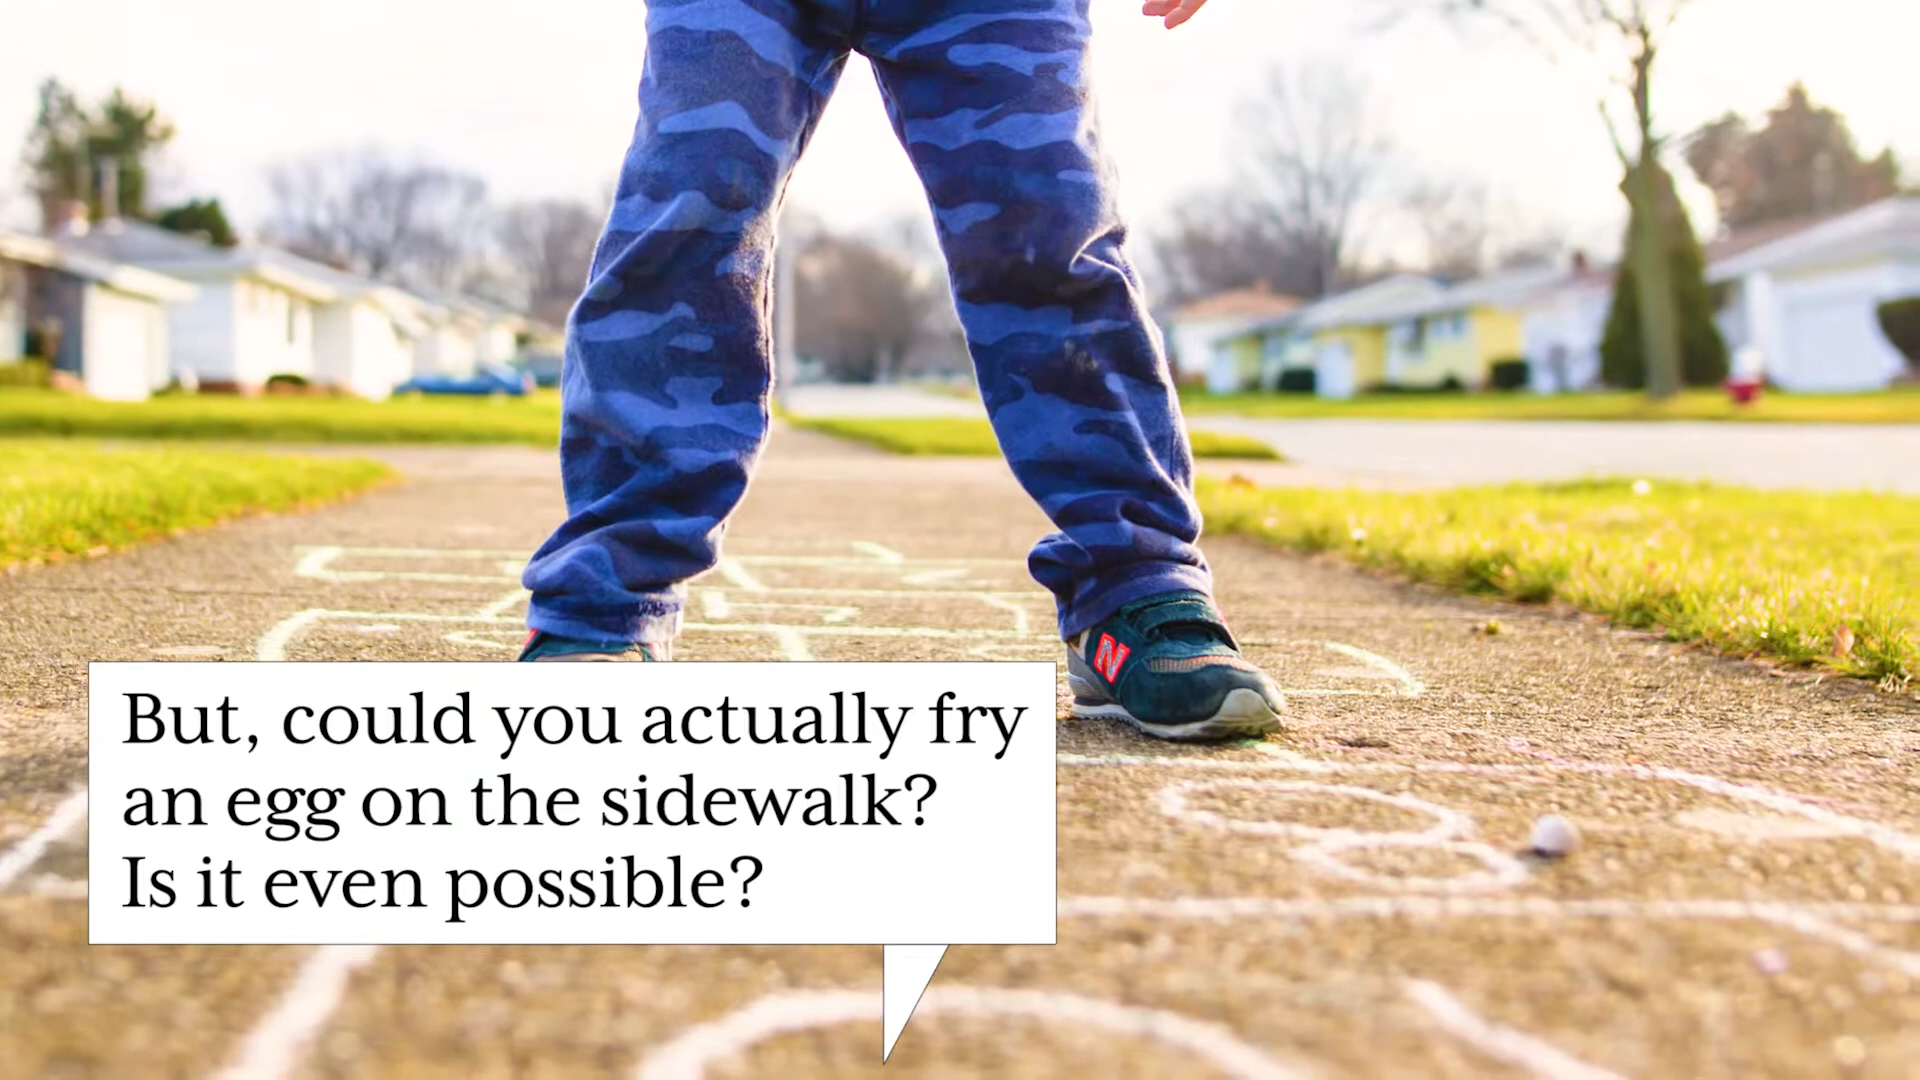 N
But, could you actually fry
an egg on the sidewalk?
Is it even possible?